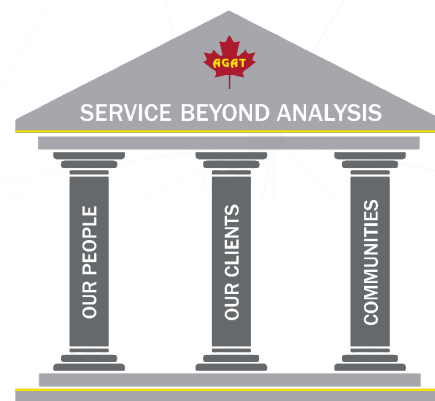 AGAT
SERVICE BEYOND ANALYSIS
OUR PEOPLE
OUR CLIENTS
COMMUNITIES